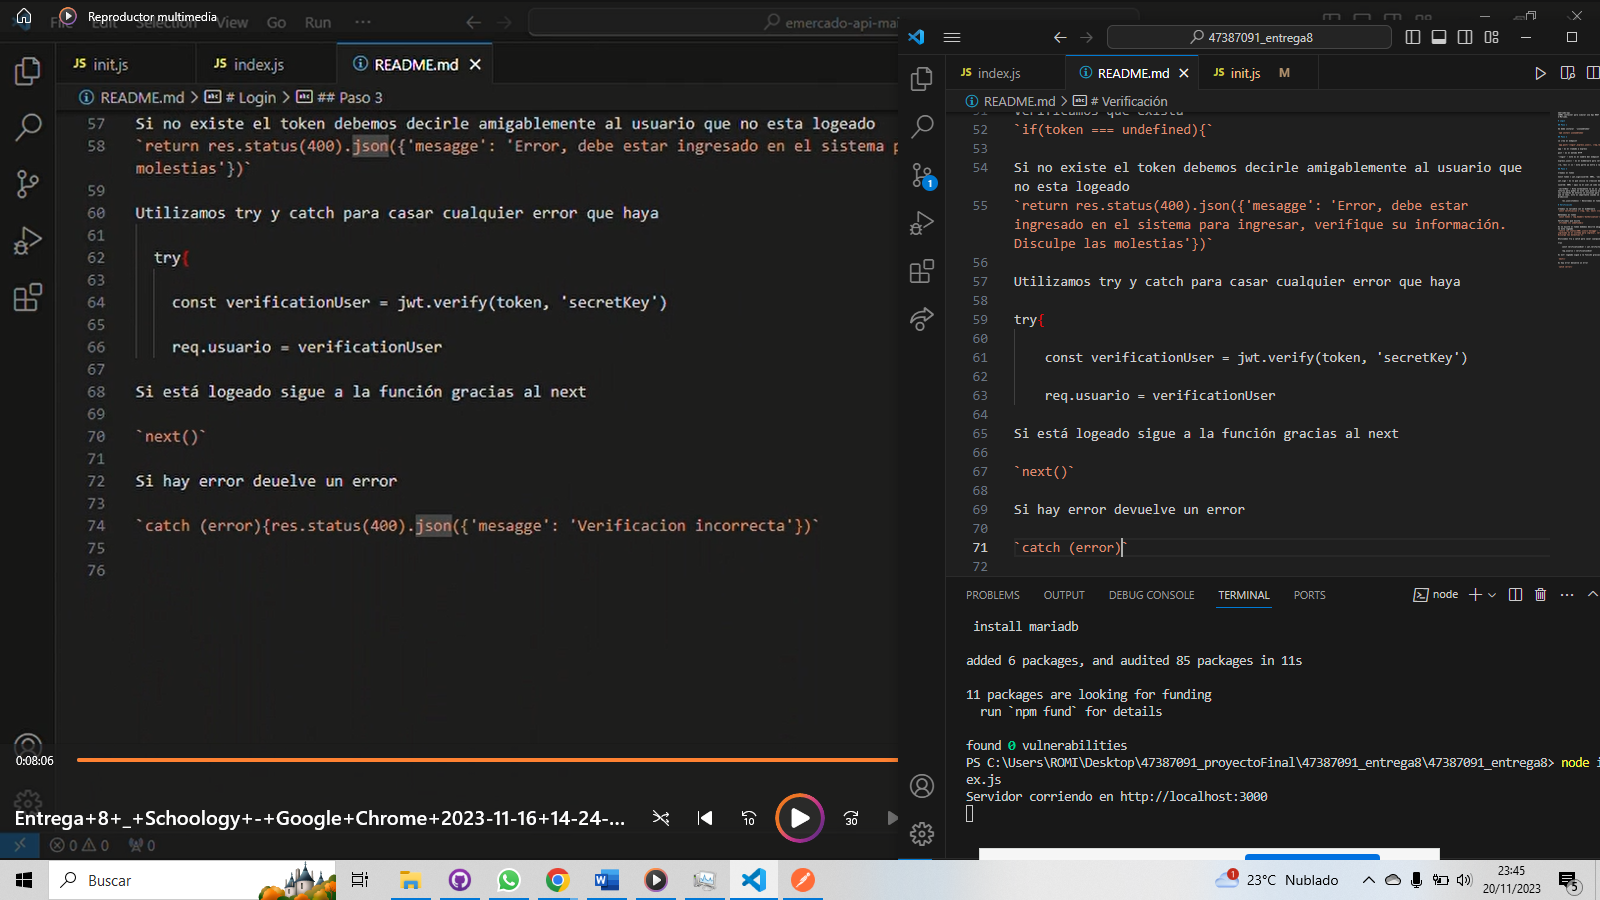 Reproductor multimedia
File Edit Selection View Go Run ···
emercado-api-mai
JS init.js
JS index.js
README.md
README.md > # Login > ## Paso 3
57 Si no existe el token debemos decirle amigablemente al usuario que no esta logeado
58 `return res.status(400).json({'mesagge': 'Error, debe estar ingresado en el sistema p
molestias'})`
59
60 Utilizamos try y catch para casar cualquier error que haya
61
62 try{
63
64 const verificationUser = jwt.verify(token, 'secretKey')
65
66 req.usuario = verificationUser
67
68 Si está logeado sigue a la función gracias al next
69
70 `next()`
71
72 Si hay error deuelve un error
73
74 `catch (error){res.status(400).json({'mesagge': 'Verificacion incorrecta'})`
75
76
0:08:06
Entrega+8+_+Schoology+-+Google+Chrome+2023-11-16+14-24-...
10
30
0 0 0
47387091_entrega8
JS index.js
README.md
JS init.js M
README.md > # Verificación
51 Verificamos que exista
52 `if(token === undefined){`
53
54 Si no existe el token debemos decirle amigablemente al usuario que
no esta logeado
55 `return res.status(400).json({'mesagge': 'Error, debe estar
ingresado en el sistema para ingresar, verifique su información.
Disculpe las molestias'})`
56
57 Utilizamos try y catch para casar cualquier error que haya
58
59 try{
60
61 const verificationUser = jwt.verify(token, 'secretKey')
62
63 req.usuario = verificationUser
64
65 Si está logeado sigue a la función gracias al next
66
67 `next()`
68
69 Si hay error devuelve un error
70
71 `catch (error)`
72
1
PROBLEMS OUTPUT DEBUG CONSOLE TERMINAL PORTS
node
install mariadb
added 6 packages, and audited 85 packages in 11s
11 packages are looking for funding
run `npm fund` for details
found 0 vulnerabilities
PS C:\Users\ROMI\Desktop\47387091_proyectoFinal\47387091_entrega8\47387091_entrega8> node i
ex.js
Servidor corriendo en http://localhost:3000
Buscar
1
23°C Nublado
23:45
20/11/2023
5